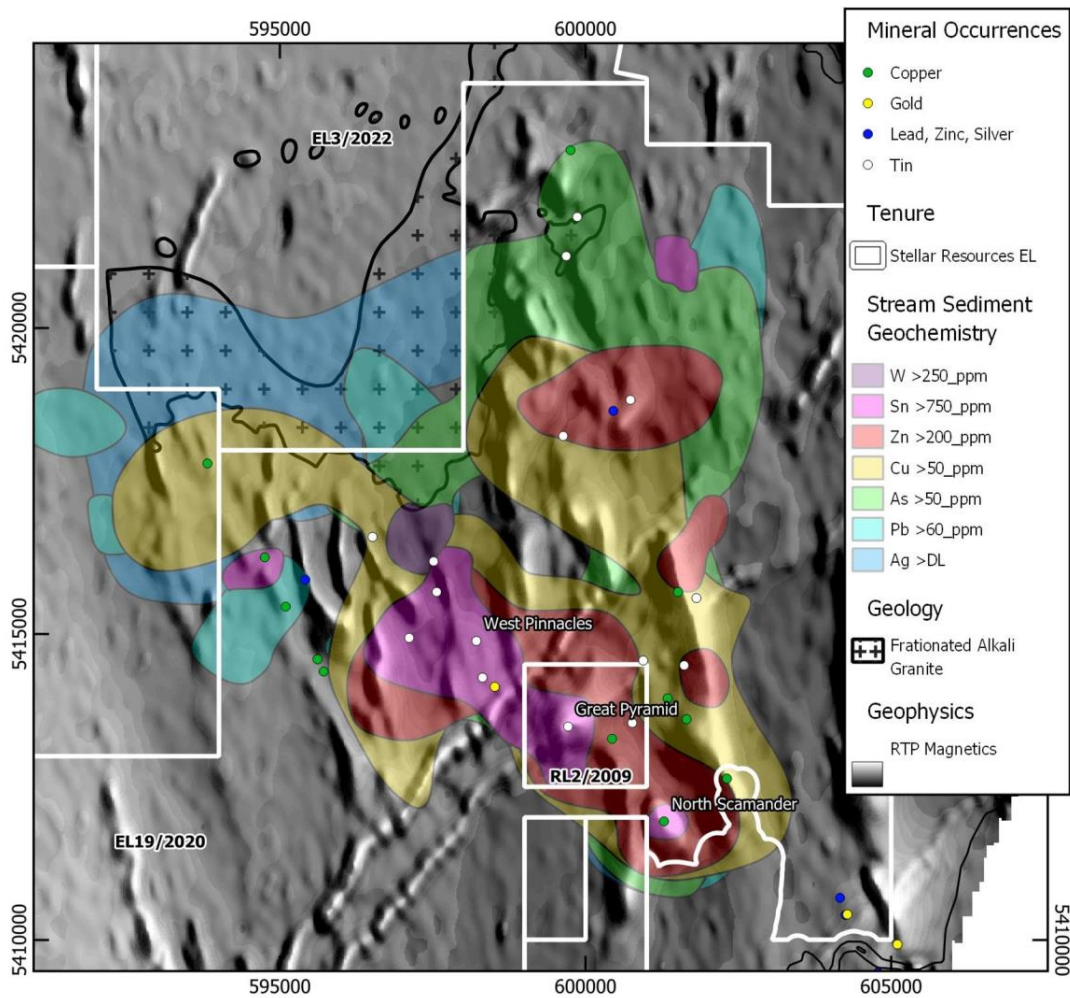 595000
600000
5420000
5415000
5410000
EL3/2022
West Pinnacles
Great Pyramid
RL2/2009
North Scamander
EL19/2020
Mineral Occurrences
Copper
Gold
Lead, Zinc, Silver
Tin
Tenure
Stellar Resources EL
Stream Sediment
Geochemistry
W >250_ppm
Sn >750_ppm
Zn >200_ppm
Cu >50_ppm
As >50_ppm
Pb >60_ppm
Ag >DL
Geology
Frationated Alkali
Granite
Geophysics
RTP Magnetics
5410000
595000
600000
605000